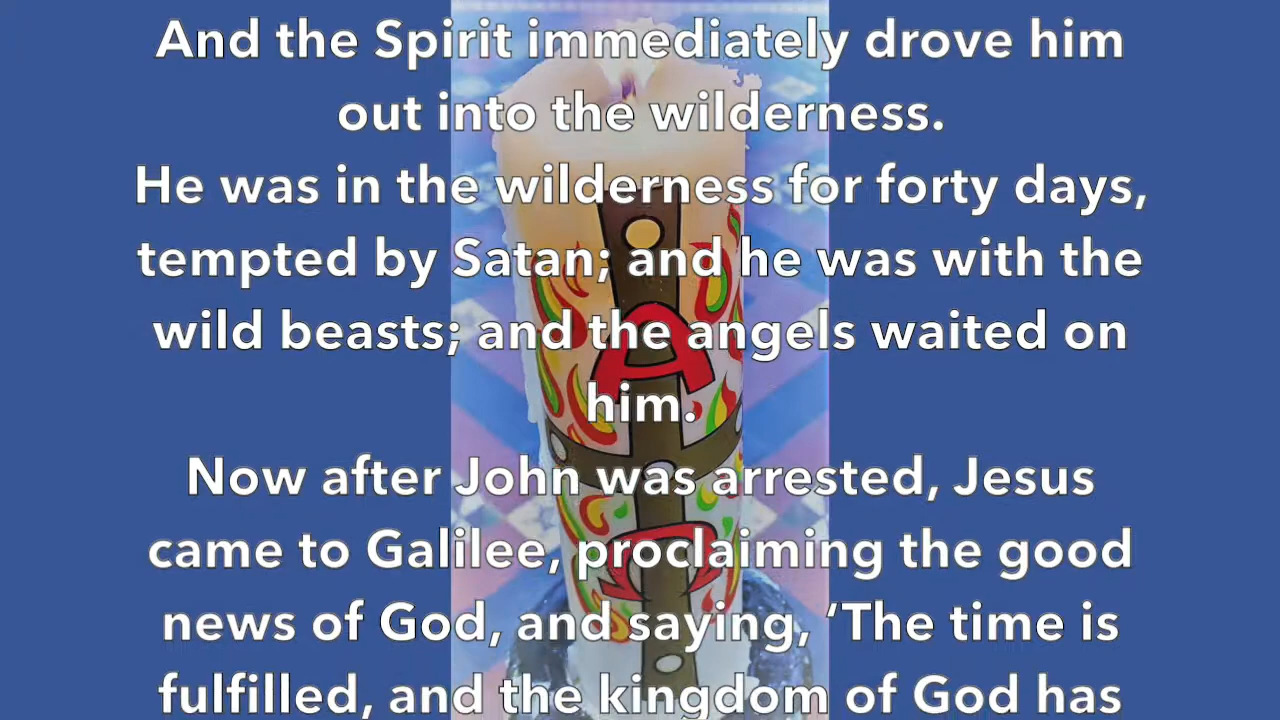 And the Spirit immediately drove him
out into the wilderness.
He was in the wilderness for forty days,
tempted by Satan; and he was with the
wild beasts; and the angels waited on
him.
Now after John was arrested, Jesus
came to Galilee, proclaiming the good
news of God, and saying, ‘The time is
fulfilled, and the kingdom of God has
Α
Ω